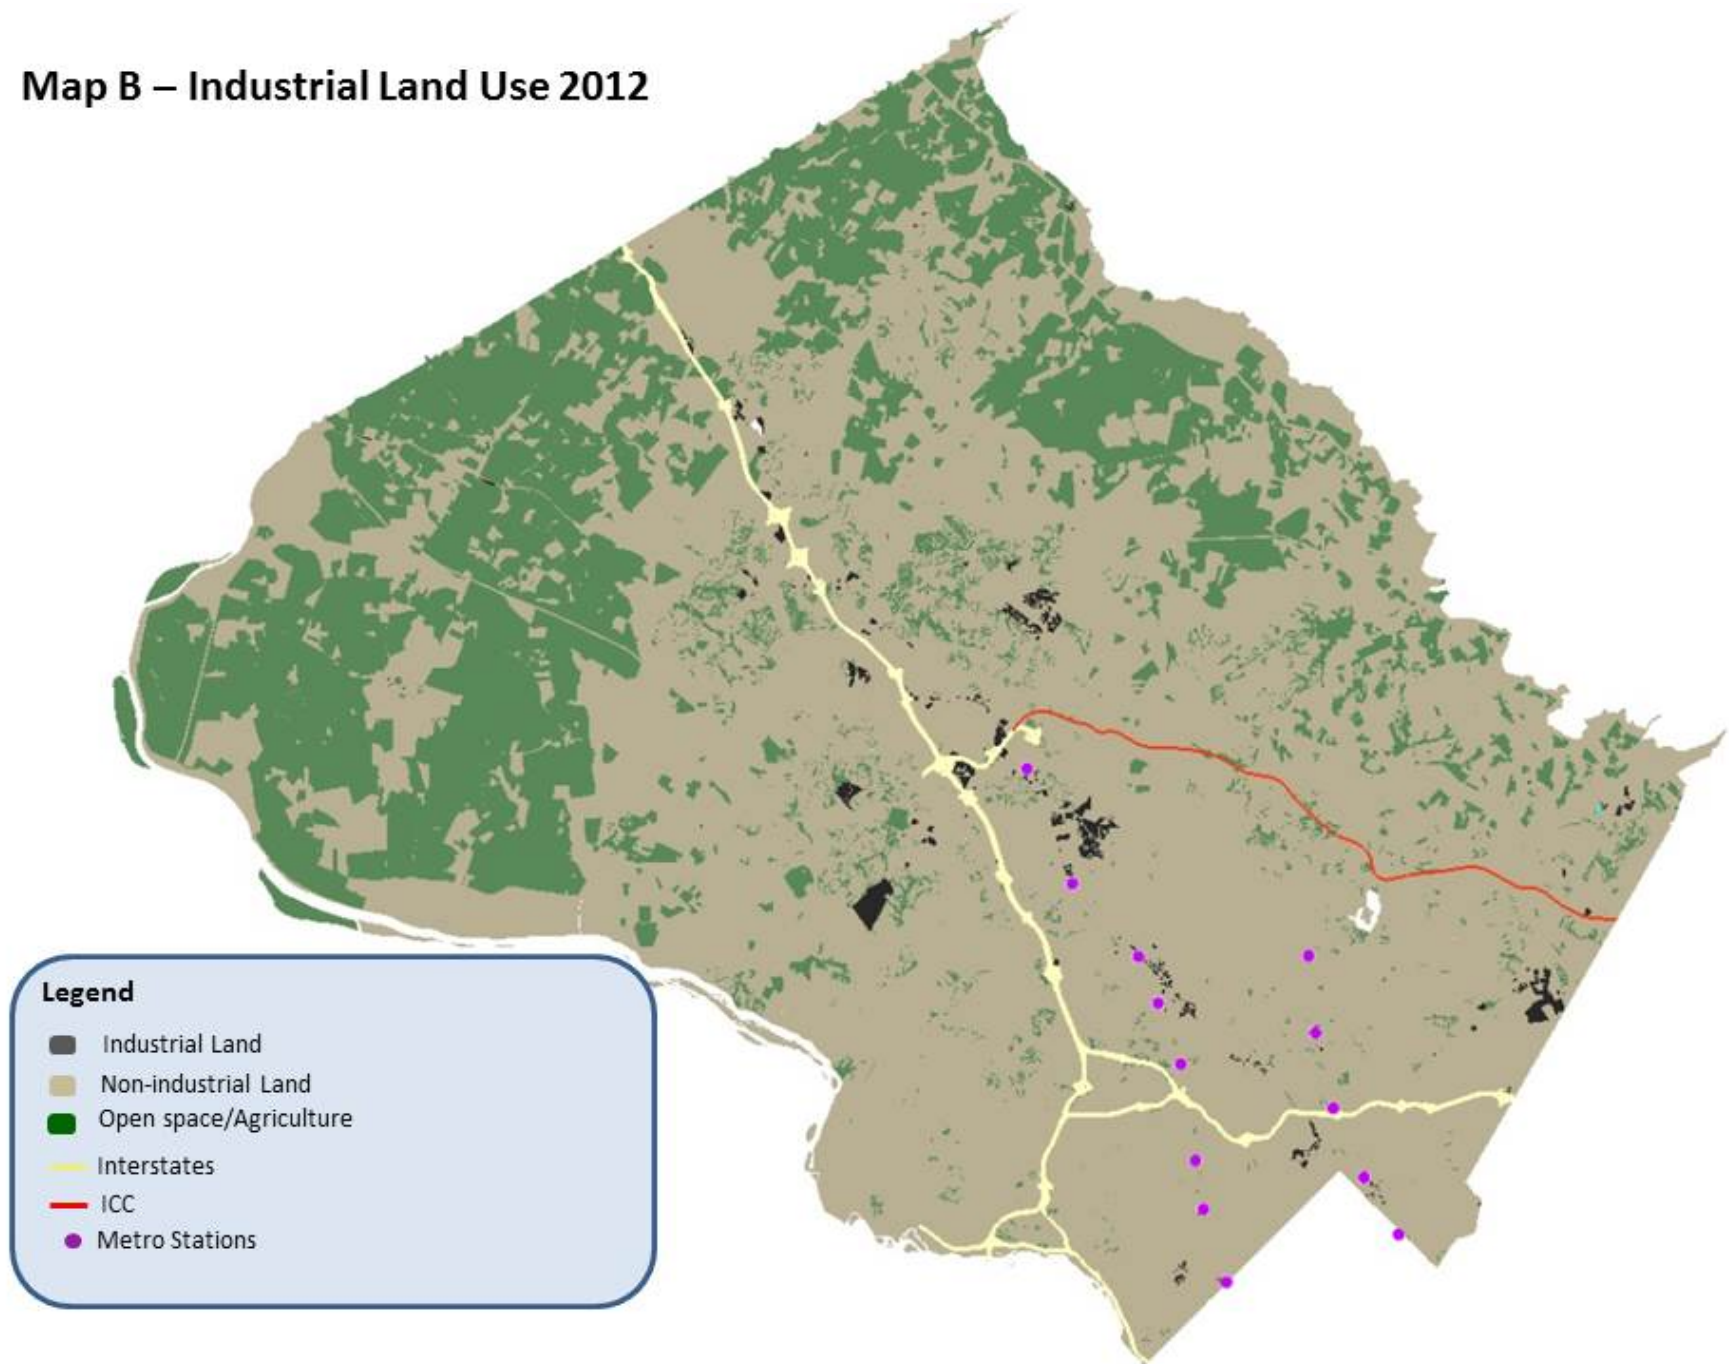 Map B – Industrial Land Use 2012
Legend
Industrial Land
Non-industrial Land
Open space/Agriculture
Interstates
ICC
Metro Stations